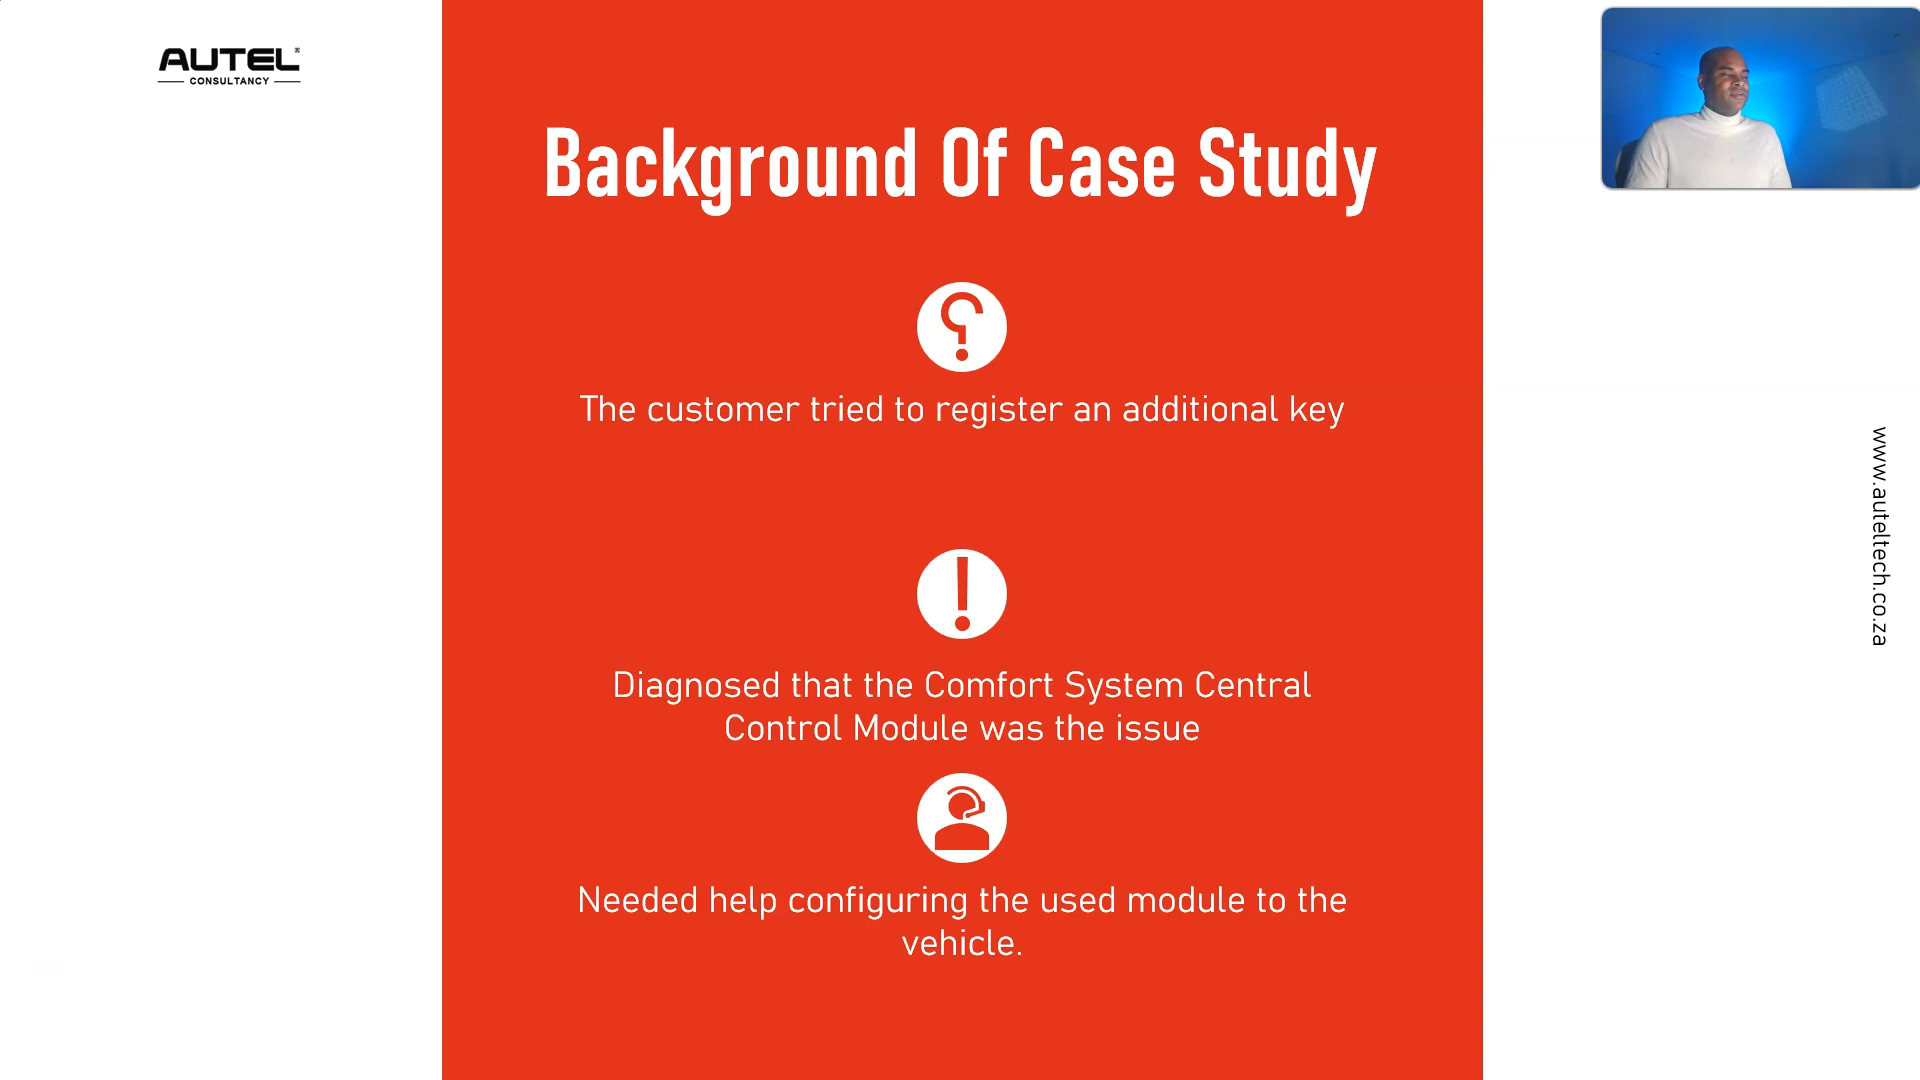 AUTEL®
CONSULTANCY
Background Of Case Study
The customer tried to register an additional key
Diagnosed that the Comfort System Central
Control Module was the issue
Needed help configuring the used module to the
vehicle.
www.auteltech.co.za